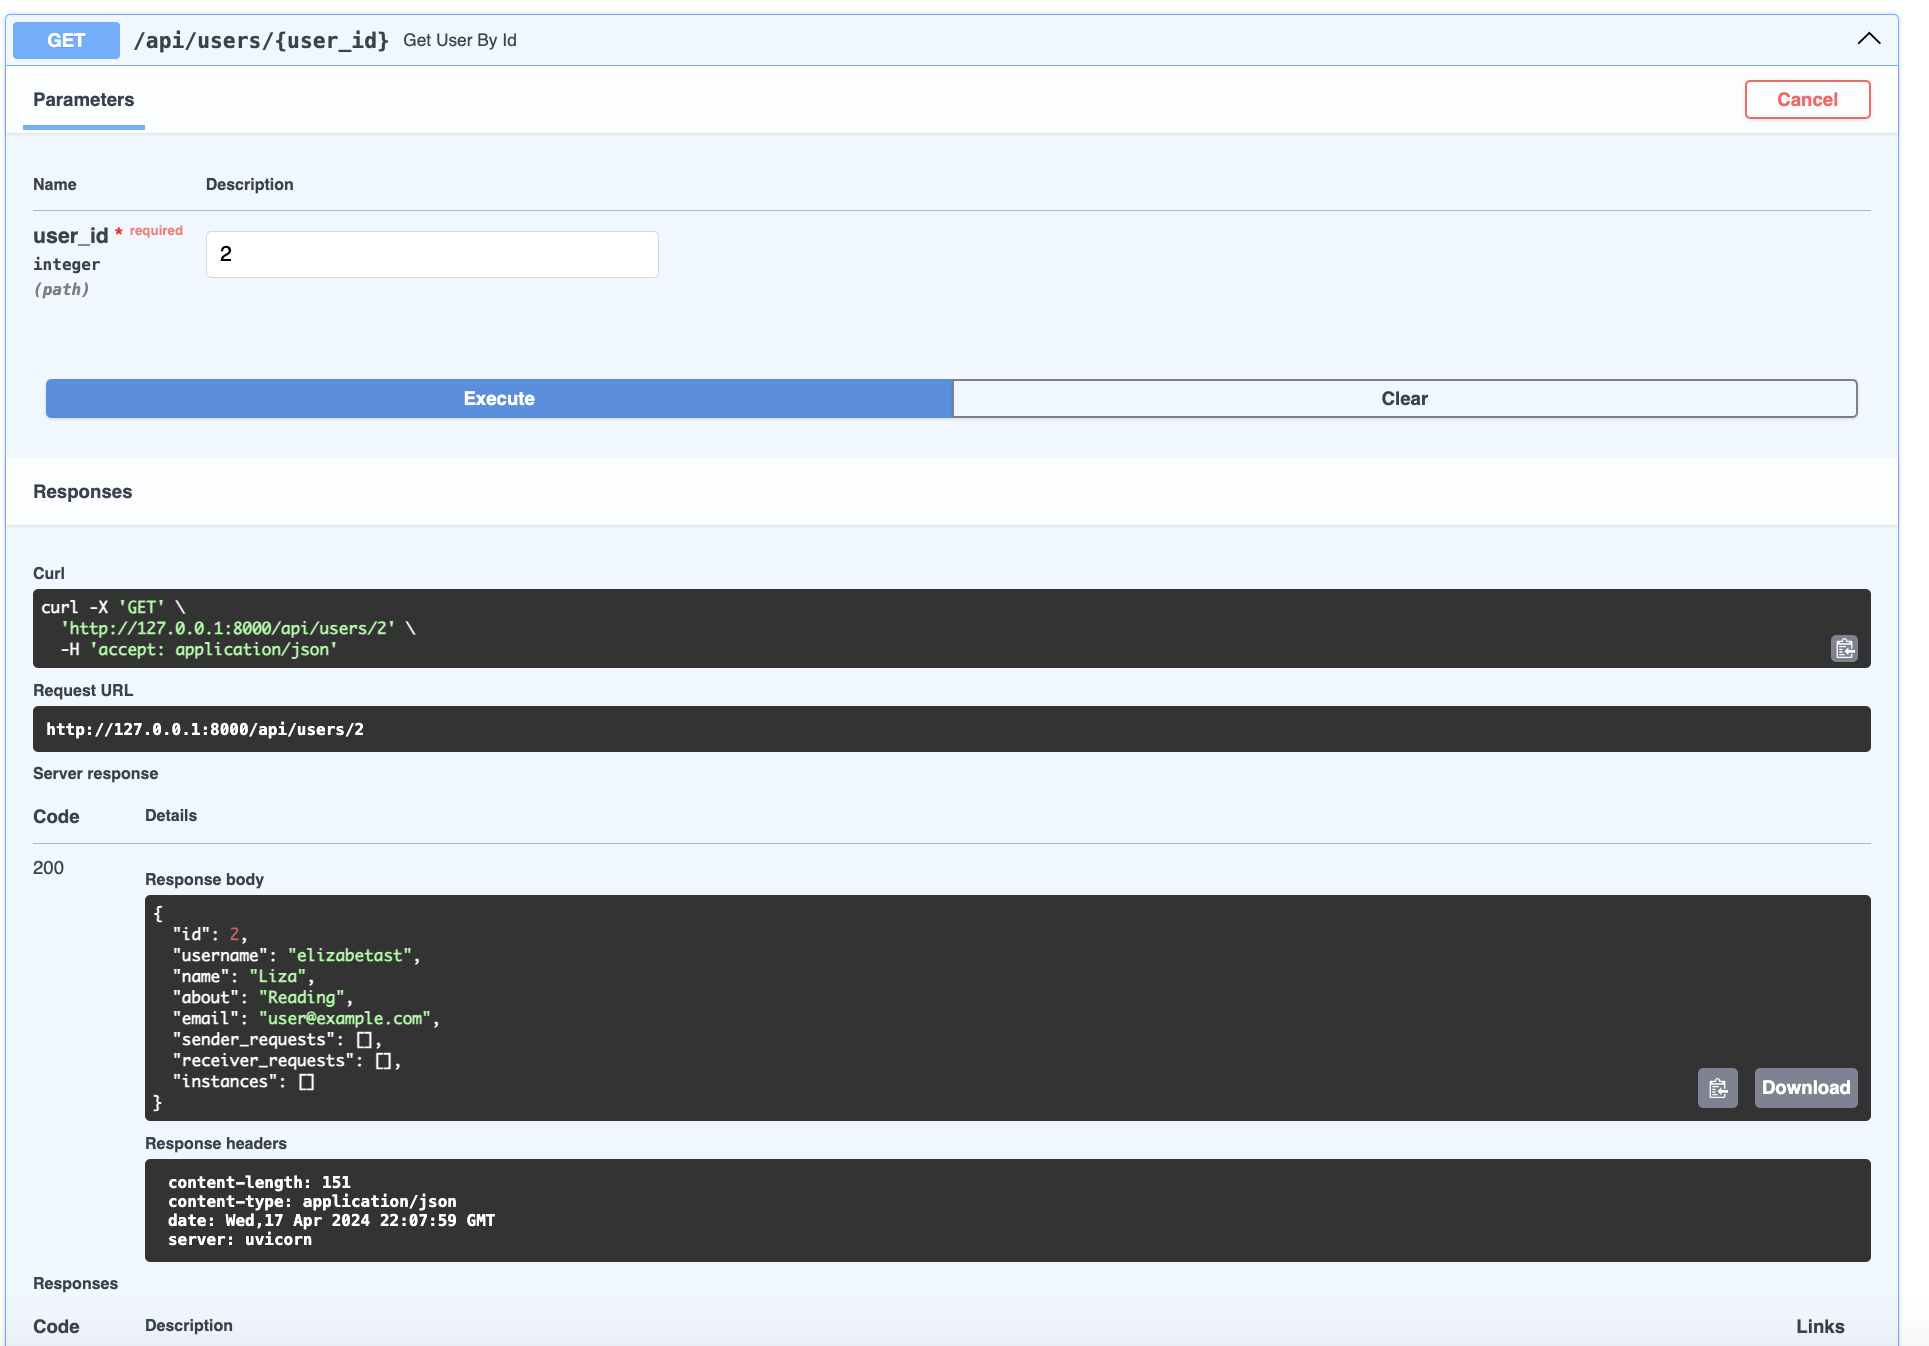 GET /api/users/{user_id} Get User By Id
Parameters
Cancel
Name Description
user_id * required
integer
(path)
2
Execute Clear
Responses
Curl
curl -X 'GET' \
  'http://127.0.0.1:8000/api/users/2' \
  -H 'accept: application/json'
Request URL
http://127.0.0.1:8000/api/users/2
Server response
Code Details
200
Response body
{
  "id": 2,
  "username": "elizabetast",
  "name": "Liza",
  "about": "Reading",
  "email": "user@example.com",
  "sender_requests": [],
  "receiver_requests": [],
  "instances": []
}
Download
Response headers
content-length: 151
content-type: application/json
date: Wed,17 Apr 2024 22:07:59 GMT
server: uvicorn
Responses
Code Description Links